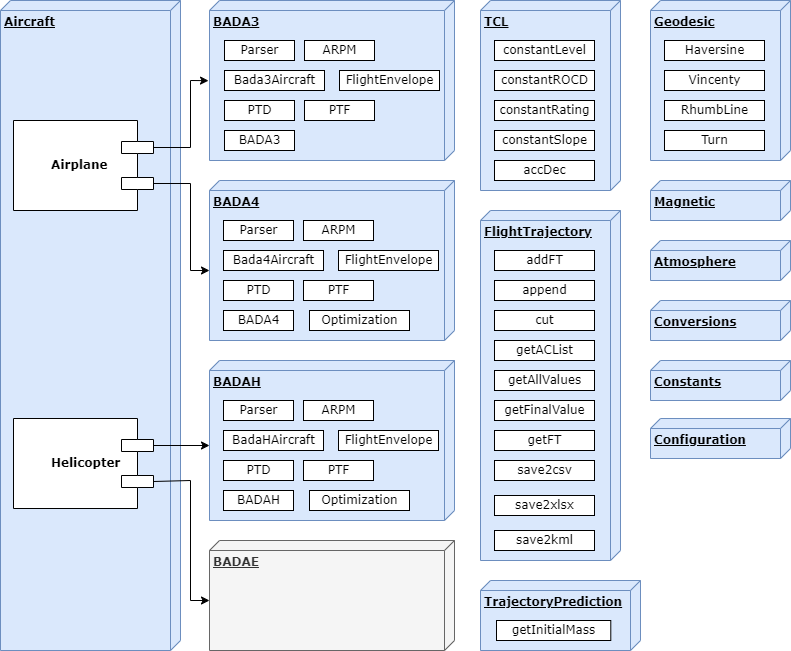 Aircraft
Airplane
Helicopter
BADA3
Parser
ARPM
Bada3Aircraft
FlightEnvelope
PTD
PTF
BADA3
BADA4
Parser
ARPM
Bada4Aircraft
FlightEnvelope
PTD
PTF
BADA4
Optimization
BADAH
Parser
ARPM
BadaHAircraft
FlightEnvelope
PTD
PTF
BADAH
Optimization
BADAE
TCL
constantLevel
constantROCD
constantRating
constantSlope
accDec
FlightTrajectory
addFT
append
cut
getACList
getAllValues
getFinalValue
getFT
save2csv
save2xlsx
save2kml
TrajectoryPrediction
getInitialMass
Geodesic
Haversine
Vincenty
RhumbLine
Turn
Magnetic
Atmosphere
Conversions
Constants
Configuration